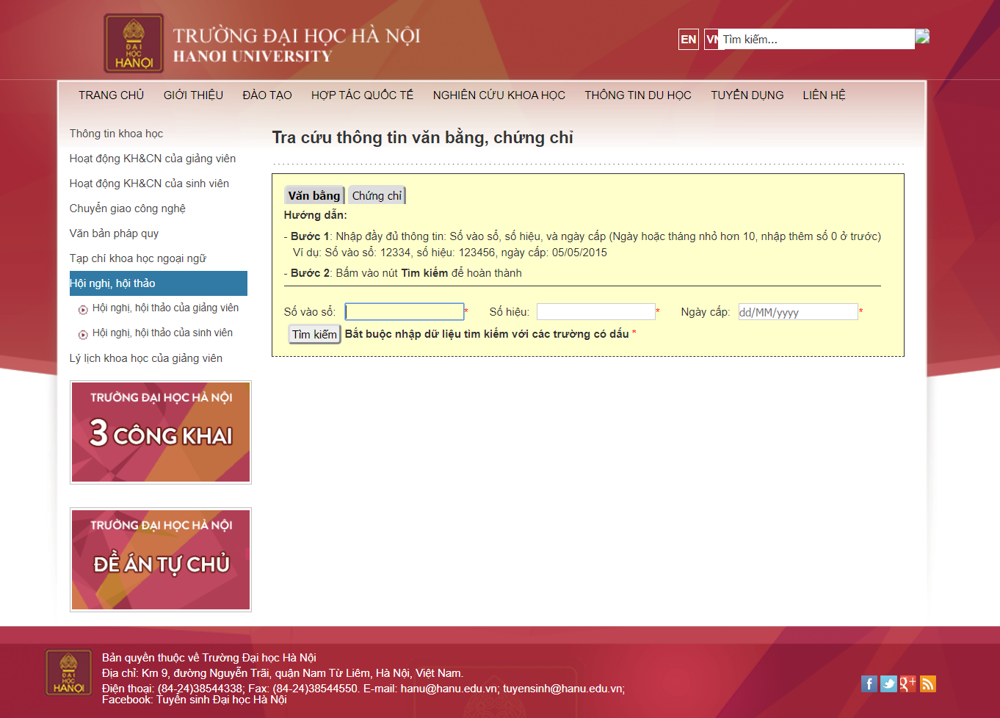 ĐẠI
HỌC
HÀNỘI
TRƯỜNG ĐẠI HỌC HÀ NỘI
HANOI UNIVERSITY
EN VN Tìm kiếm...
TRANG CHỦ GIỚI THIỆU ĐÀO TẠO HỢP TÁC QUỐC TẾ NGHIÊN CỨU KHOA HỌC THÔNG TIN DU HỌC TUYỂN DỤNG LIÊN HỆ
Thông tin khoa học
Hoạt động KH&CN của giảng viên
Hoạt động KH&CN của sinh viên
Chuyển giao công nghệ
Văn bản pháp quy
Tạp chí khoa học ngoại ngữ
Hội nghị, hội thảo
Hội nghị, hội thảo của giảng viên
Hội nghị, hội thảo của sinh viên
Lý lịch khoa học của giảng viên
TRƯỜNG ĐẠI HỌC HÀ NỘI
3 CÔNG KHAI
TRƯỜNG ĐẠI HỌC HÀ NỘI
ĐỀ ÁN TỰ CHỦ
Tra cứu thông tin văn bằng, chứng chỉ
Văn bằng Chứng chỉ
Hướng dẫn:
- Bước 1: Nhập đầy đủ thông tin: Số vào sổ, số hiệu, và ngày cấp (Ngày hoặc tháng nhỏ hơn 10, nhập thêm số 0 ở trước)
Ví dụ: Số vào sổ: 12334, số hiệu: 123456, ngày cấp: 05/05/2015
- Bước 2: Bấm vào nút Tìm kiếm để hoàn thành
Số vào sổ: * Số hiệu: * Ngày cấp: dd/MM/yyyy *
Tìm kiếm Bắt buộc nhập dữ liệu tìm kiếm với các trường có dấu *
ĐẠI
HỌC
HÀNỘI
Bản quyền thuộc về Trường Đại học Hà Nội
Địa chỉ: Km 9, đường Nguyễn Trãi, quận Nam Từ Liêm, Hà Nội, Việt Nam.
Điện thoại: (84-24)38544338; Fax: (84-24)38544550. E-mail: hanu@hanu.edu.vn; tuyensinh@hanu.edu.vn;
Facebook: Tuyển sinh Đại học Hà Nội